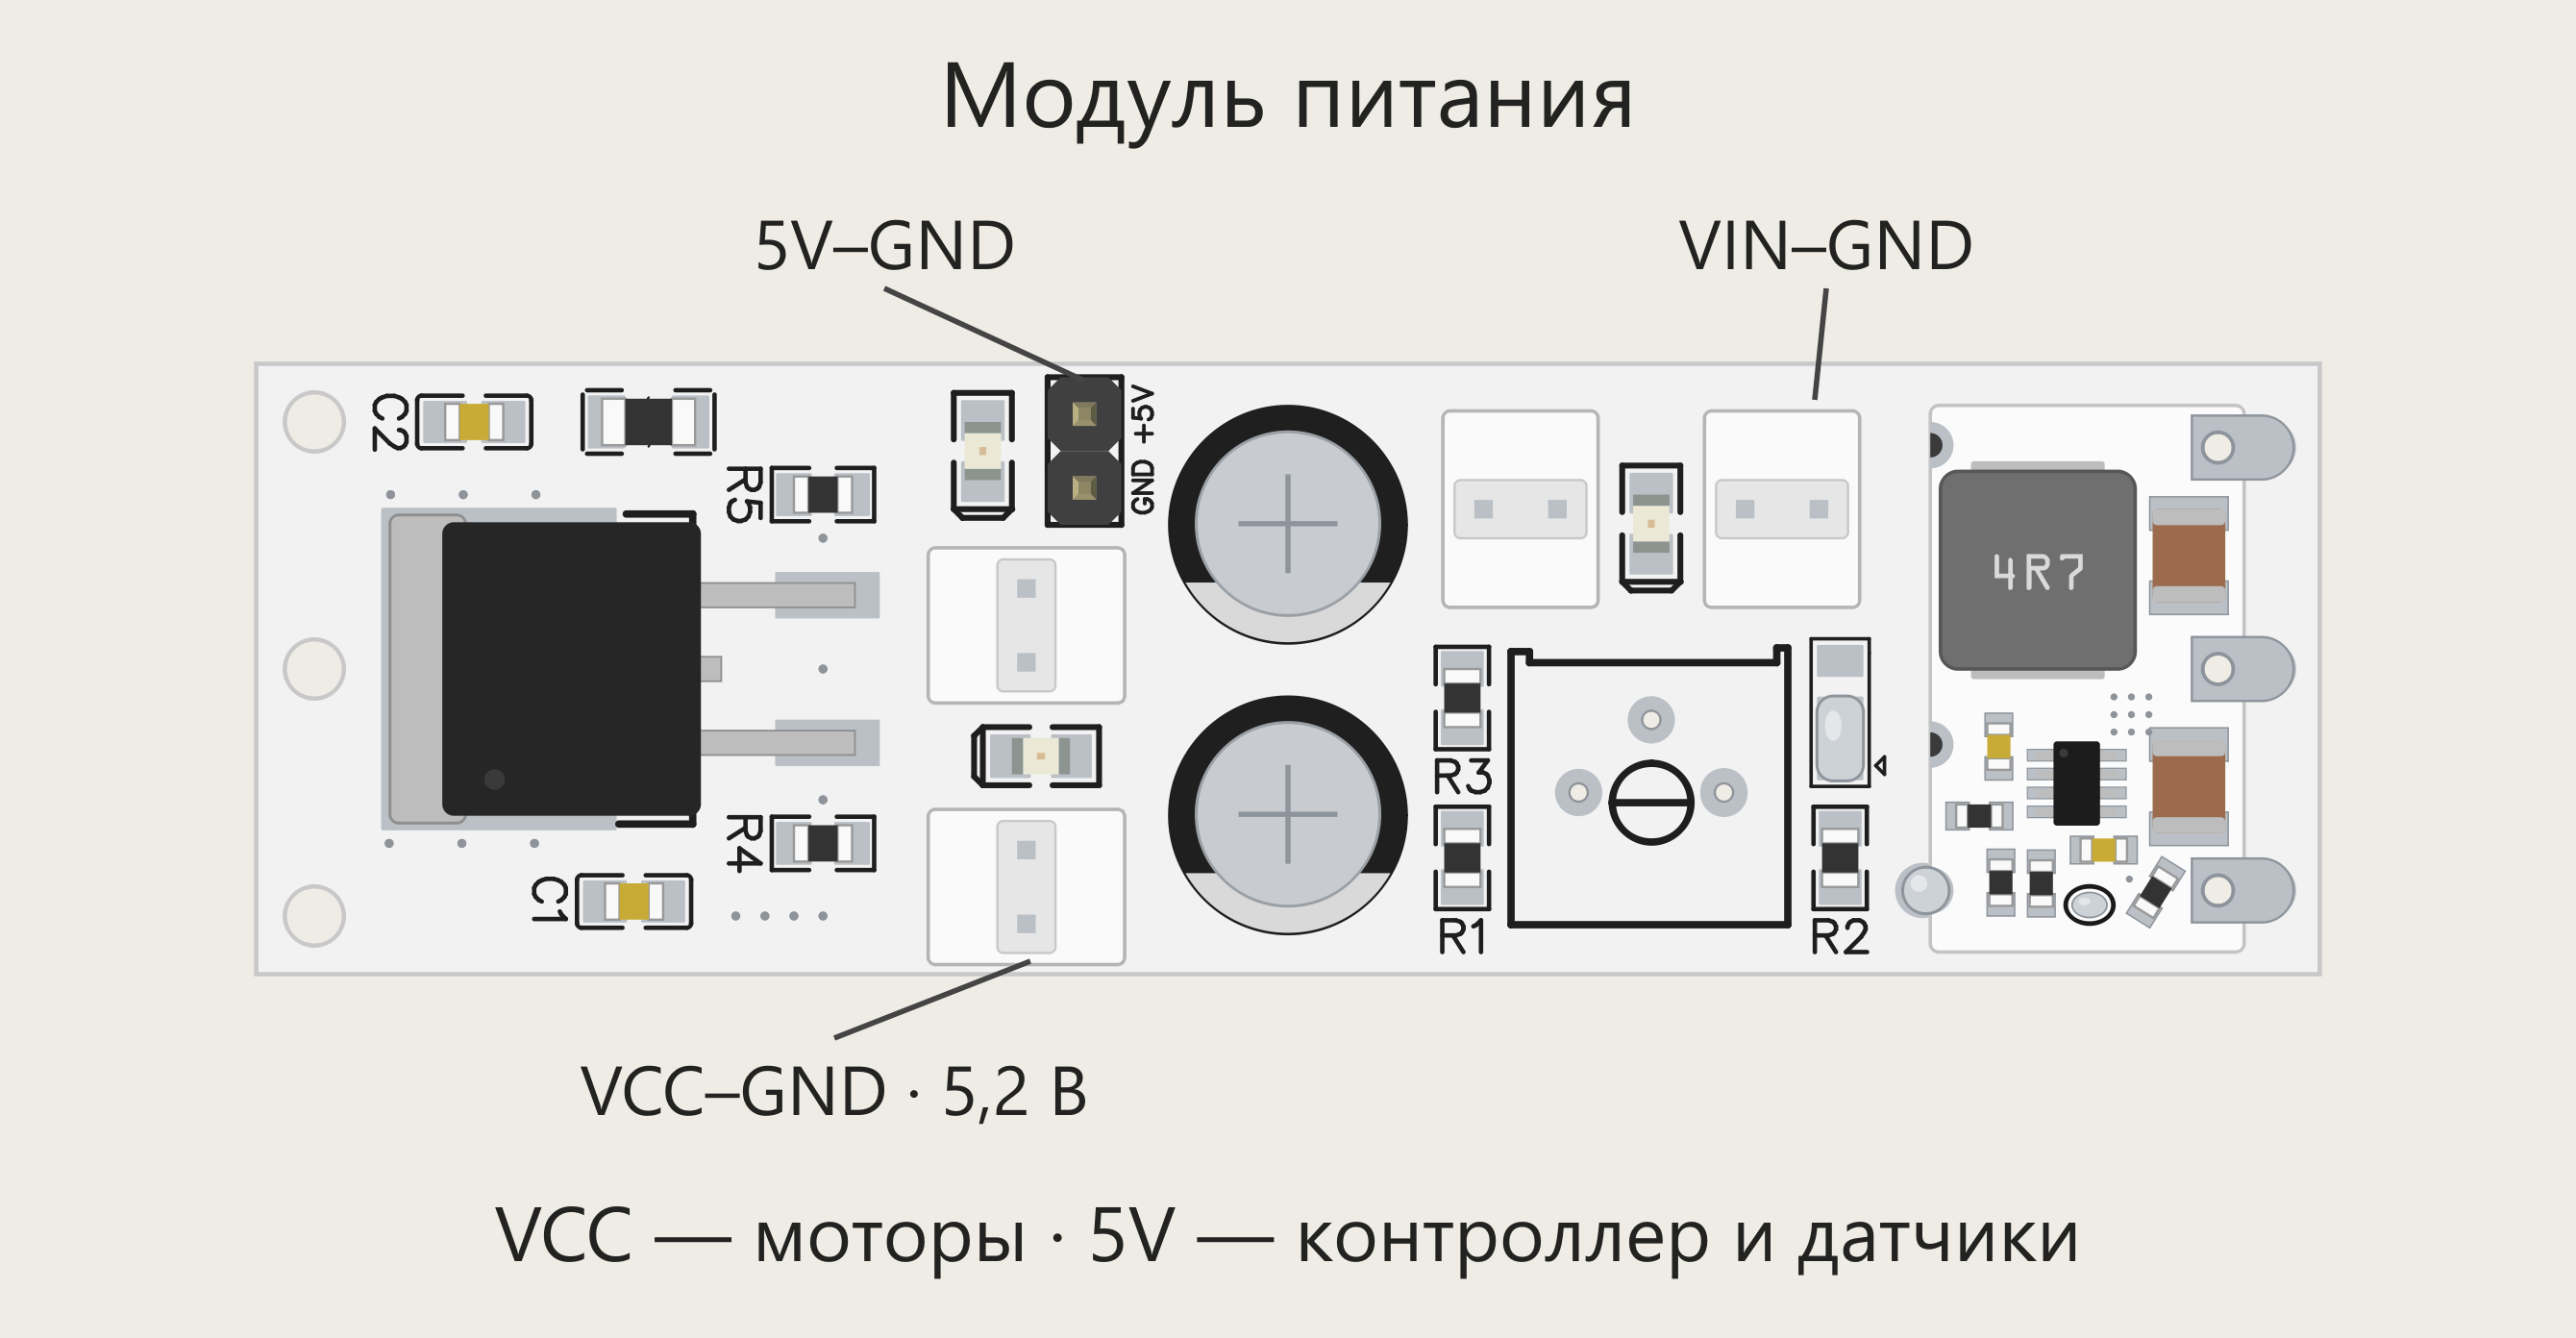 Модуль питания
5V–GND
VIN–GND
C2
R5
+5V
GND
4R7
R3
R4
C1
R1
R2
VCC–GND · 5,2 В
VCC — моторы · 5V — контроллер и датчики